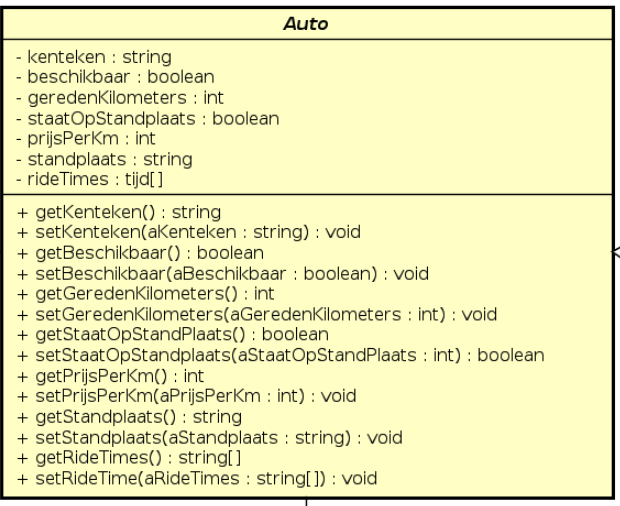 Auto
- kenteken : string
- beschikbaar : boolean
- geredenKilometers : int
- staatOpStandplaats : boolean
- prijsPerKm : int
- standplaats : string
- rideTimes : tijd[]
+ getKenteken() : string
+ setKenteken(aKenteken : string) : void
+ getBeschikbaar() : boolean
+ setBeschikbaar(aBeschikbaar : boolean) : void
+ getGeredenKilometers() : int
+ setGeredenKilometers(aGeredenKilometers : int) : void
+ getStaatOpStandPlaats() : boolean
+ setStaatOpStandplaats(aStaatOpStandPlaats : int) : boolean
+ getPrijsPerKm() : int
+ setPrijsPerKm(aPrijsPerKm : int) : void
+ getStandplaats() : string
+ setStandplaats(aStandplaats : string) : void
+ getRideTimes() : string[]
+ setRideTime(aRideTimes : string[]) : void